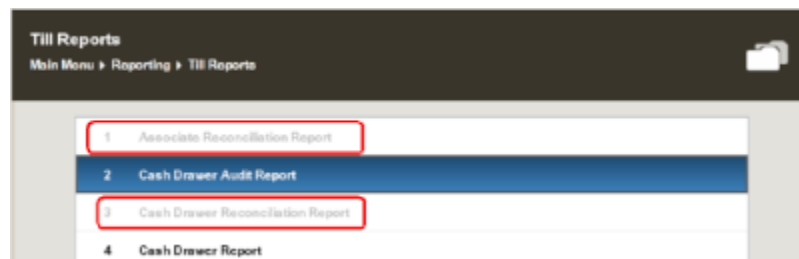 Till Reports
Main Menu ▸ Reporting ▸ Till Reports
1 Associate Reconciliation Report
2 Cash Drawer Audit Report
3 Cash Drawer Reconciliation Report
4 Cash Drawer Report